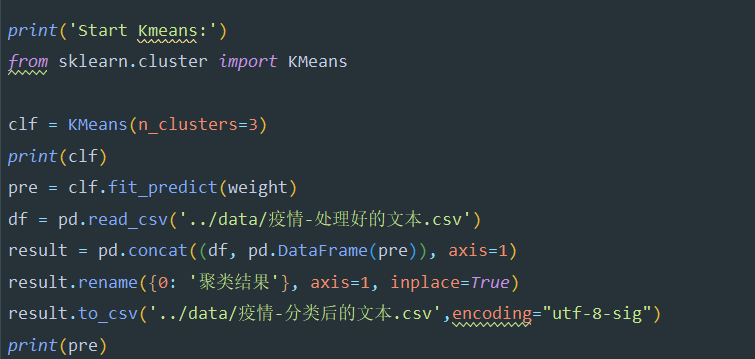 print('Start Kmeans:')
from sklearn.cluster import KMeans
clf = KMeans(n_clusters=3)
print(clf)
pre = clf.fit_predict(weight)
df = pd.read_csv('../data/疫情-处理好的文本.csv')
result = pd.concat((df, pd.DataFrame(pre)), axis=1)
result.rename({0: '聚类结果'}, axis=1, inplace=True)
result.to_csv('../data/疫情-分类后的文本.csv',encoding="utf-8-sig")
print(pre)